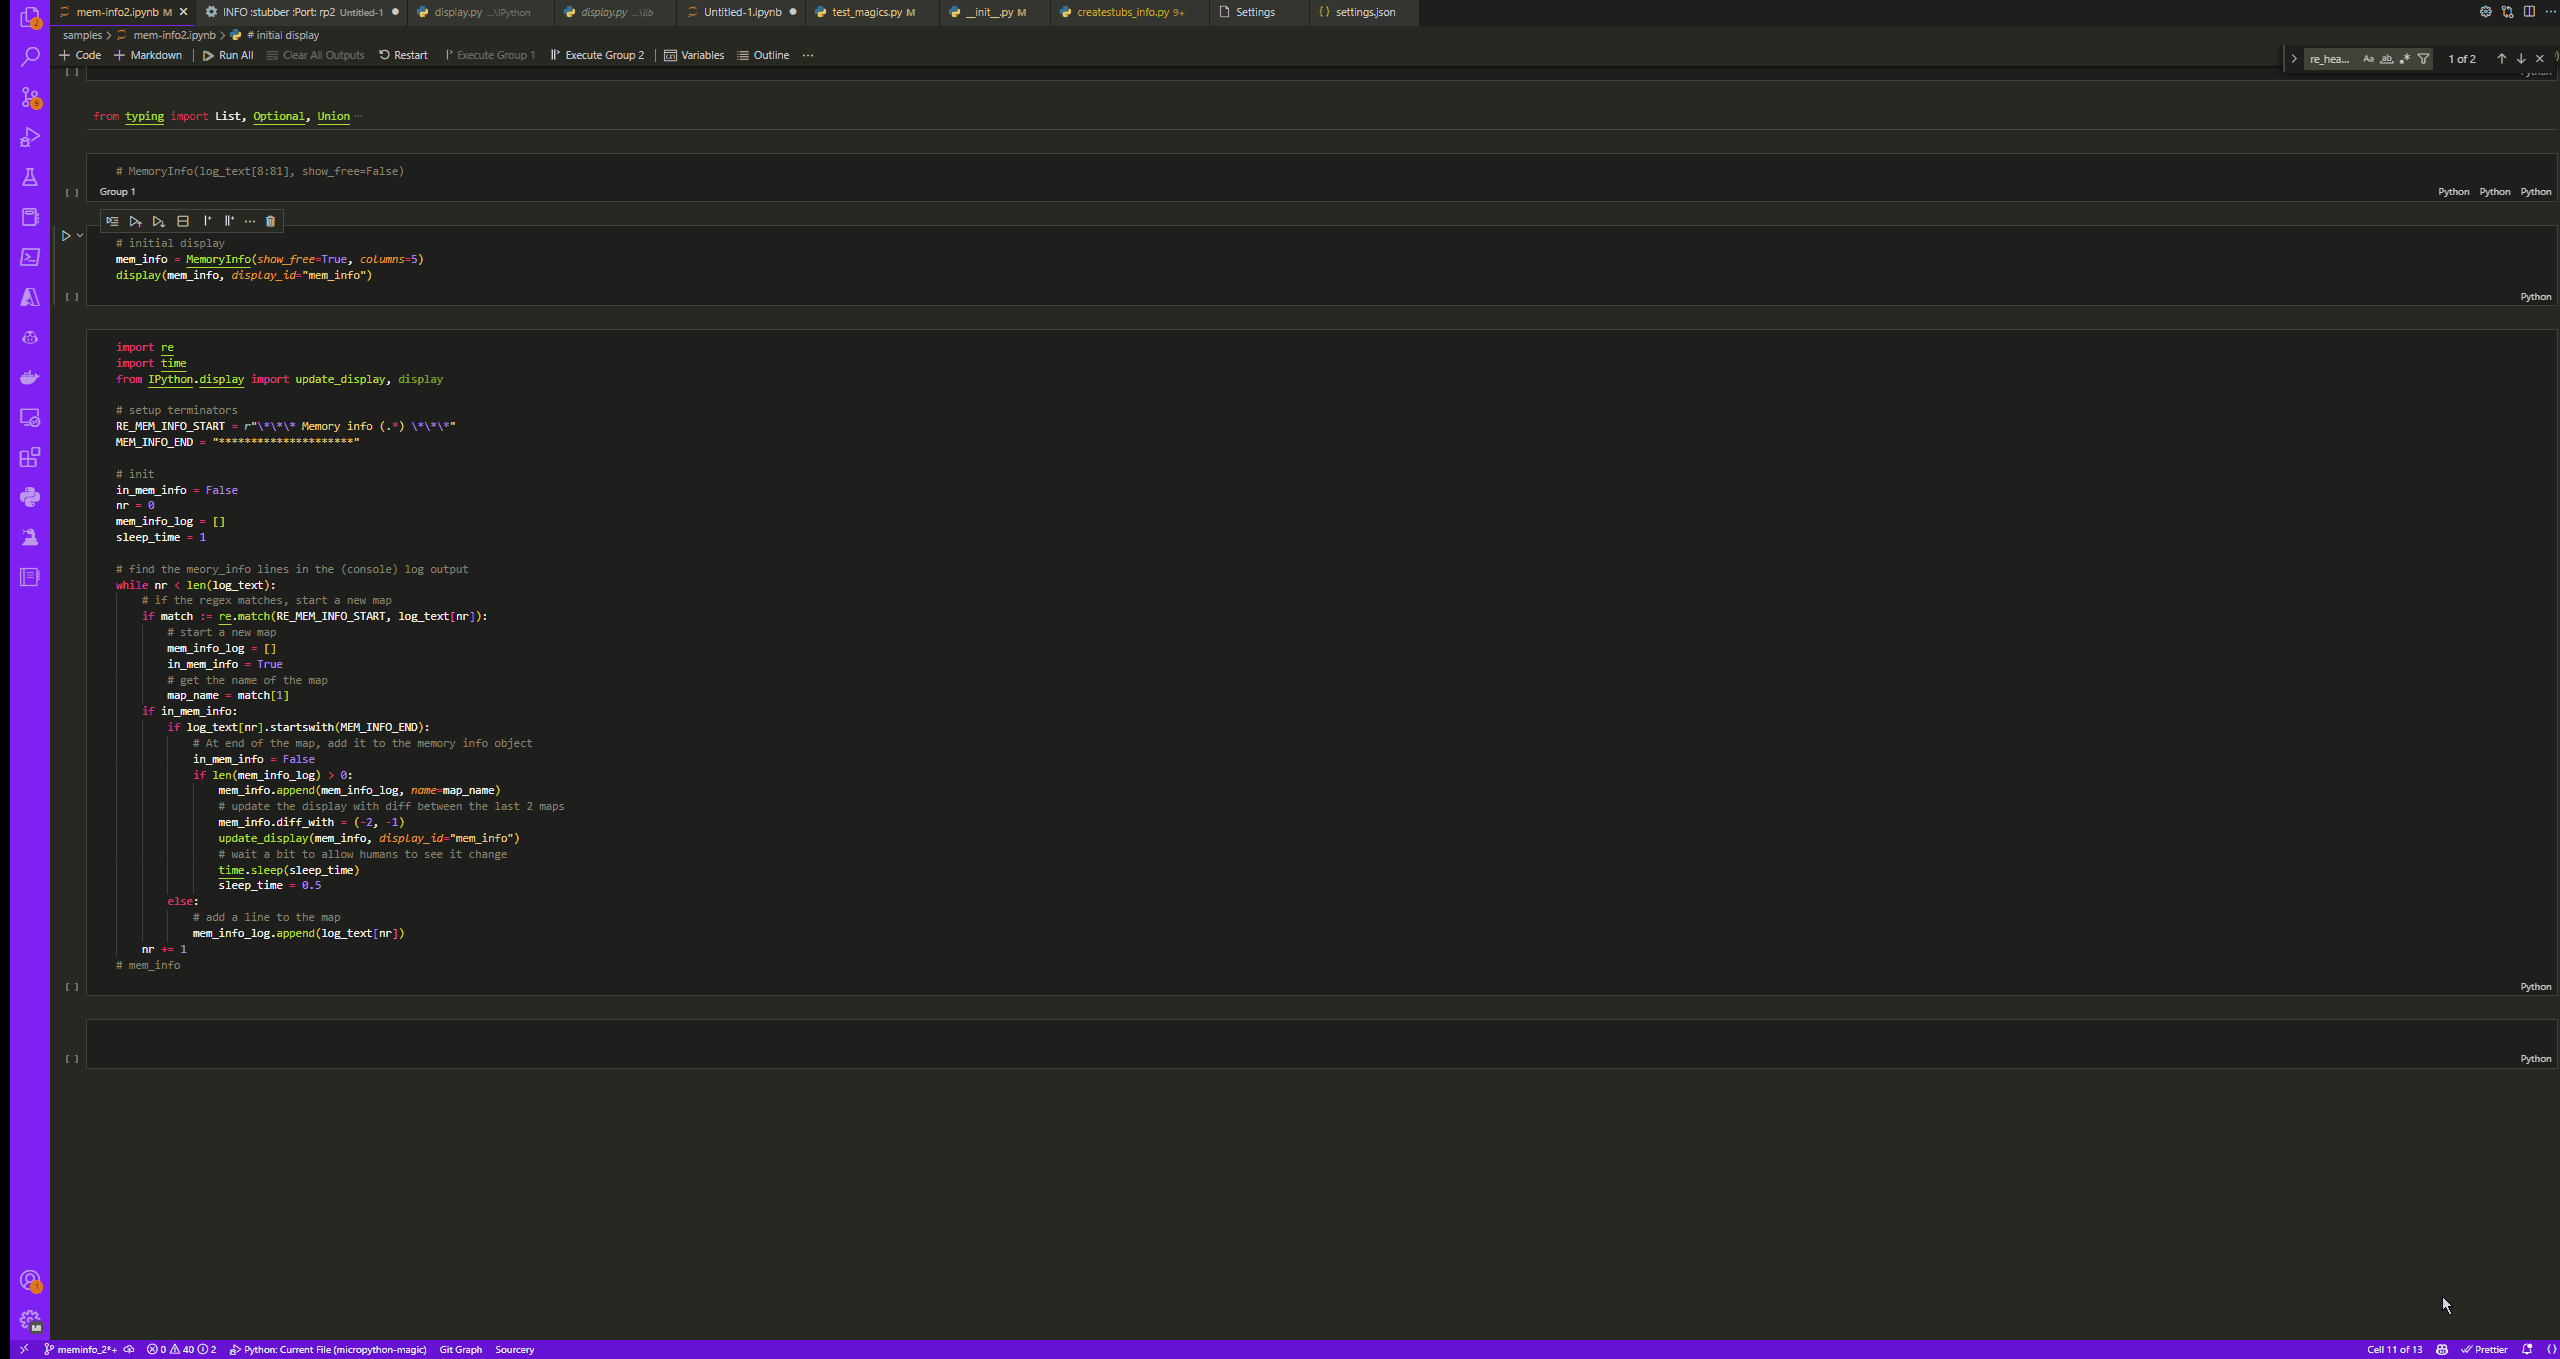 mem-info2.ipynb M
INFO :stubber :Port: rp2 Untitled-1
display.py ...\IPython
display.py ...\lib
Untitled-1.ipynb
test_magics.py M
__init__.py M
createstubs_info.py 9+
Settings
{} settings.json
samples > mem-info2.ipynb > # initial display
+ Code + Markdown Run All Clear All Outputs Restart Execute Group 1 Execute Group 2 Variables Outline ...
re_hea... Aa ab .* 1 of 2
[ ]
from typing import List, Optional, Union ...
# MemoryInfo(log_text[8:81], show_free=False)
[ ] Group 1 Python Python Python
# initial display
mem_info = MemoryInfo(show_free=True, columns=5)
display(mem_info, display_id="mem_info")
[ ] Python
import re
import time
from IPython.display import update_display, display
# setup terminators
RE_MEM_INFO_START = r"\*\*\* Memory info (.*) \*\*\*"
MEM_INFO_END = "*********************"
# init
in_mem_info = False
nr = 0
mem_info_log = []
sleep_time = 1
# find the meory_info lines in the (console) log output
while nr < len(log_text):
# if the regex matches, start a new map
if match := re.match(RE_MEM_INFO_START, log_text[nr]):
# start a new map
mem_info_log = []
in_mem_info = True
# get the name of the map
map_name = match[1]
if in_mem_info:
if log_text[nr].startswith(MEM_INFO_END):
# At end of the map, add it to the memory info object
in_mem_info = False
if len(mem_info_log) > 0:
mem_info.append(mem_info_log, name=map_name)
# update the display with diff between the last 2 maps
mem_info.diff_with = (-2, -1)
update_display(mem_info, display_id="mem_info")
# wait a bit to allow humans to see it change
time.sleep(sleep_time)
sleep_time = 0.5
else:
# add a line to the map
mem_info_log.append(log_text[nr])
nr += 1
# mem_info
[ ] Python
[ ] Python
meminfo_2*+ 0 40 2 Python: Current File (micropython-magic) Git Graph Sourcery
Cell 11 of 13 Prettier {}
2
9
1
MI